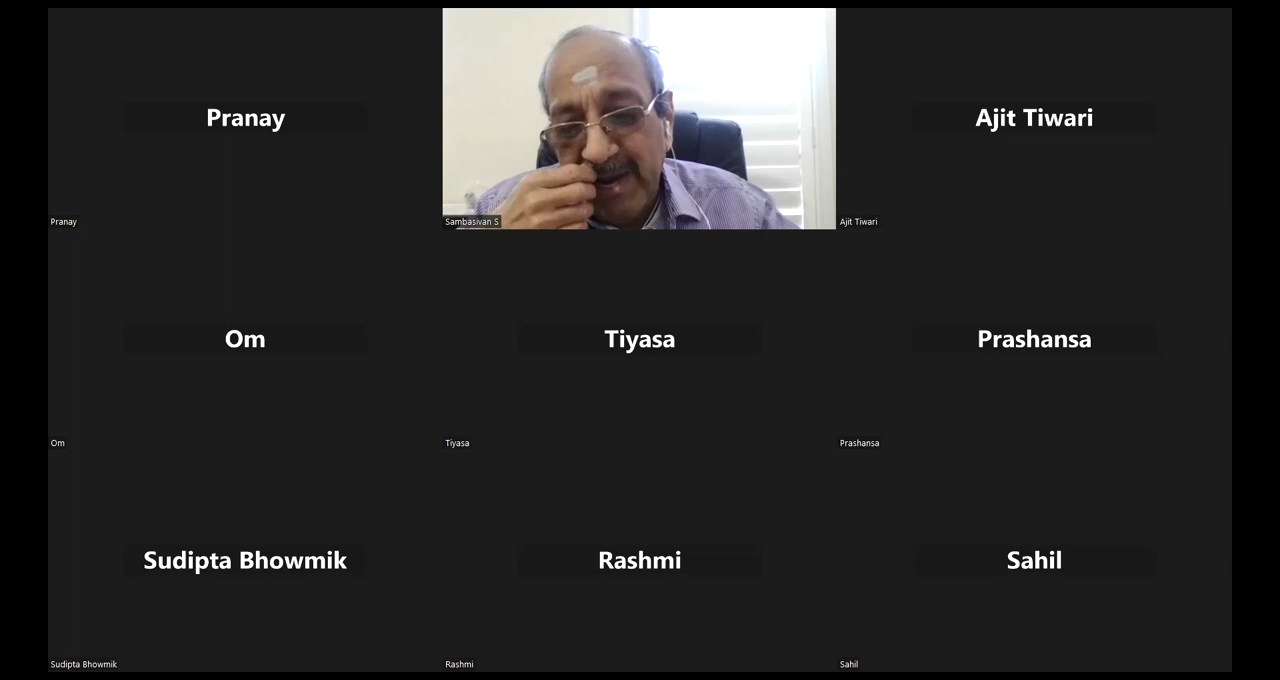 Pranay
Ajit Tiwari
Pranay
Sambasivan S
Ajit Tiwari
Om
Tiyasa
Prashansa
Om
Tiyasa
Prashansa
Sudipta Bhowmik
Rashmi
Sahil
Sudipta Bhowmik
Rashmi
Sahil